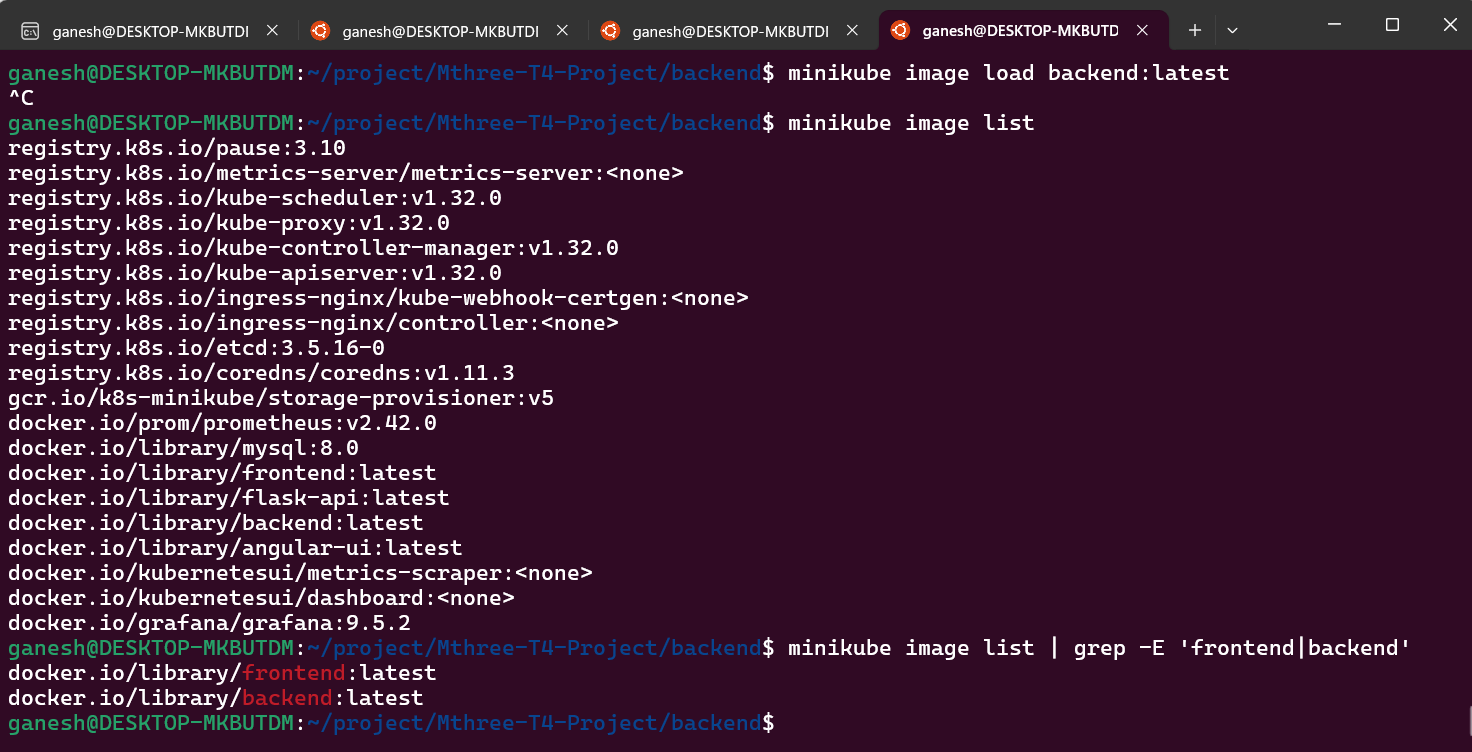 ganesh@DESKTOP-MKBUTDI
ganesh@DESKTOP-MKBUTDI
ganesh@DESKTOP-MKBUTDI
ganesh@DESKTOP-MKBUTD
ganesh@DESKTOP-MKBUTDM:~/project/Mthree-T4-Project/backend$ minikube image load backend:latest
^C
ganesh@DESKTOP-MKBUTDM:~/project/Mthree-T4-Project/backend$ minikube image list
registry.k8s.io/pause:3.10
registry.k8s.io/metrics-server/metrics-server:<none>
registry.k8s.io/kube-scheduler:v1.32.0
registry.k8s.io/kube-proxy:v1.32.0
registry.k8s.io/kube-controller-manager:v1.32.0
registry.k8s.io/kube-apiserver:v1.32.0
registry.k8s.io/ingress-nginx/kube-webhook-certgen:<none>
registry.k8s.io/ingress-nginx/controller:<none>
registry.k8s.io/etcd:3.5.16-0
registry.k8s.io/coredns/coredns:v1.11.3
gcr.io/k8s-minikube/storage-provisioner:v5
docker.io/prom/prometheus:v2.42.0
docker.io/library/mysql:8.0
docker.io/library/frontend:latest
docker.io/library/flask-api:latest
docker.io/library/backend:latest
docker.io/library/angular-ui:latest
docker.io/kubernetesui/metrics-scraper:<none>
docker.io/kubernetesui/dashboard:<none>
docker.io/grafana/grafana:9.5.2
ganesh@DESKTOP-MKBUTDM:~/project/Mthree-T4-Project/backend$ minikube image list | grep -E 'frontend|backend'
docker.io/library/frontend:latest
docker.io/library/backend:latest
ganesh@DESKTOP-MKBUTDM:~/project/Mthree-T4-Project/backend$